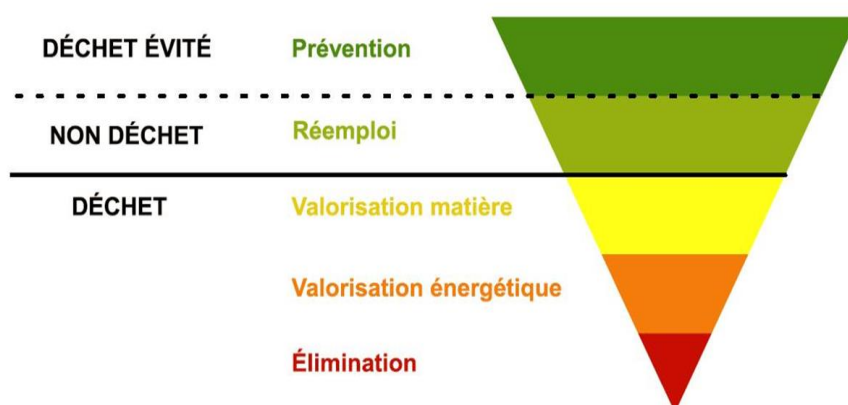 DÉCHET ÉVITÉ Prévention
NON DÉCHET Réemploi
DÉCHET Valorisation matière
Valorisation énergétique
Élimination